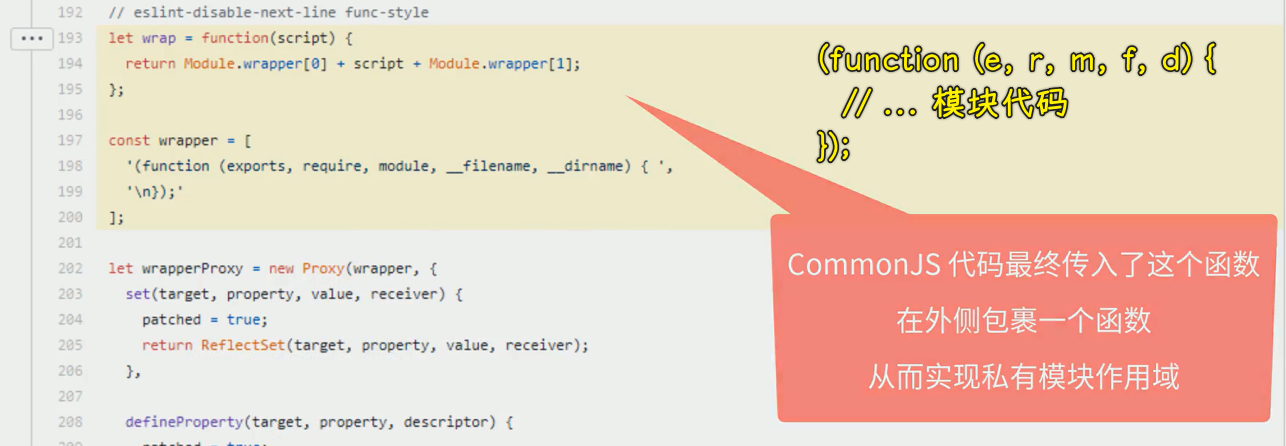 192 // eslint-disable-next-line func-style
••• 193 let wrap = function(script) {
194 return Module.wrapper[0] + script + Module.wrapper[1];
195 };
196
197 const wrapper = [
198 '(function (exports, require, module, __filename, __dirname) { ',
199 '\n});'
200 ];
201
202 let wrapperProxy = new Proxy(wrapper, {
203 set(target, property, value, receiver) {
204 patched = true;
205 return ReflectSet(target, property, value, receiver);
206 },
207
208 defineProperty(target, property, descriptor) {
209 patched = true;
(function (e, r, m, f, d) {
// ... 模块代码
});
CommonJS 代码最终传入了这个函数
在外侧包裹一个函数
从而实现私有模块作用域